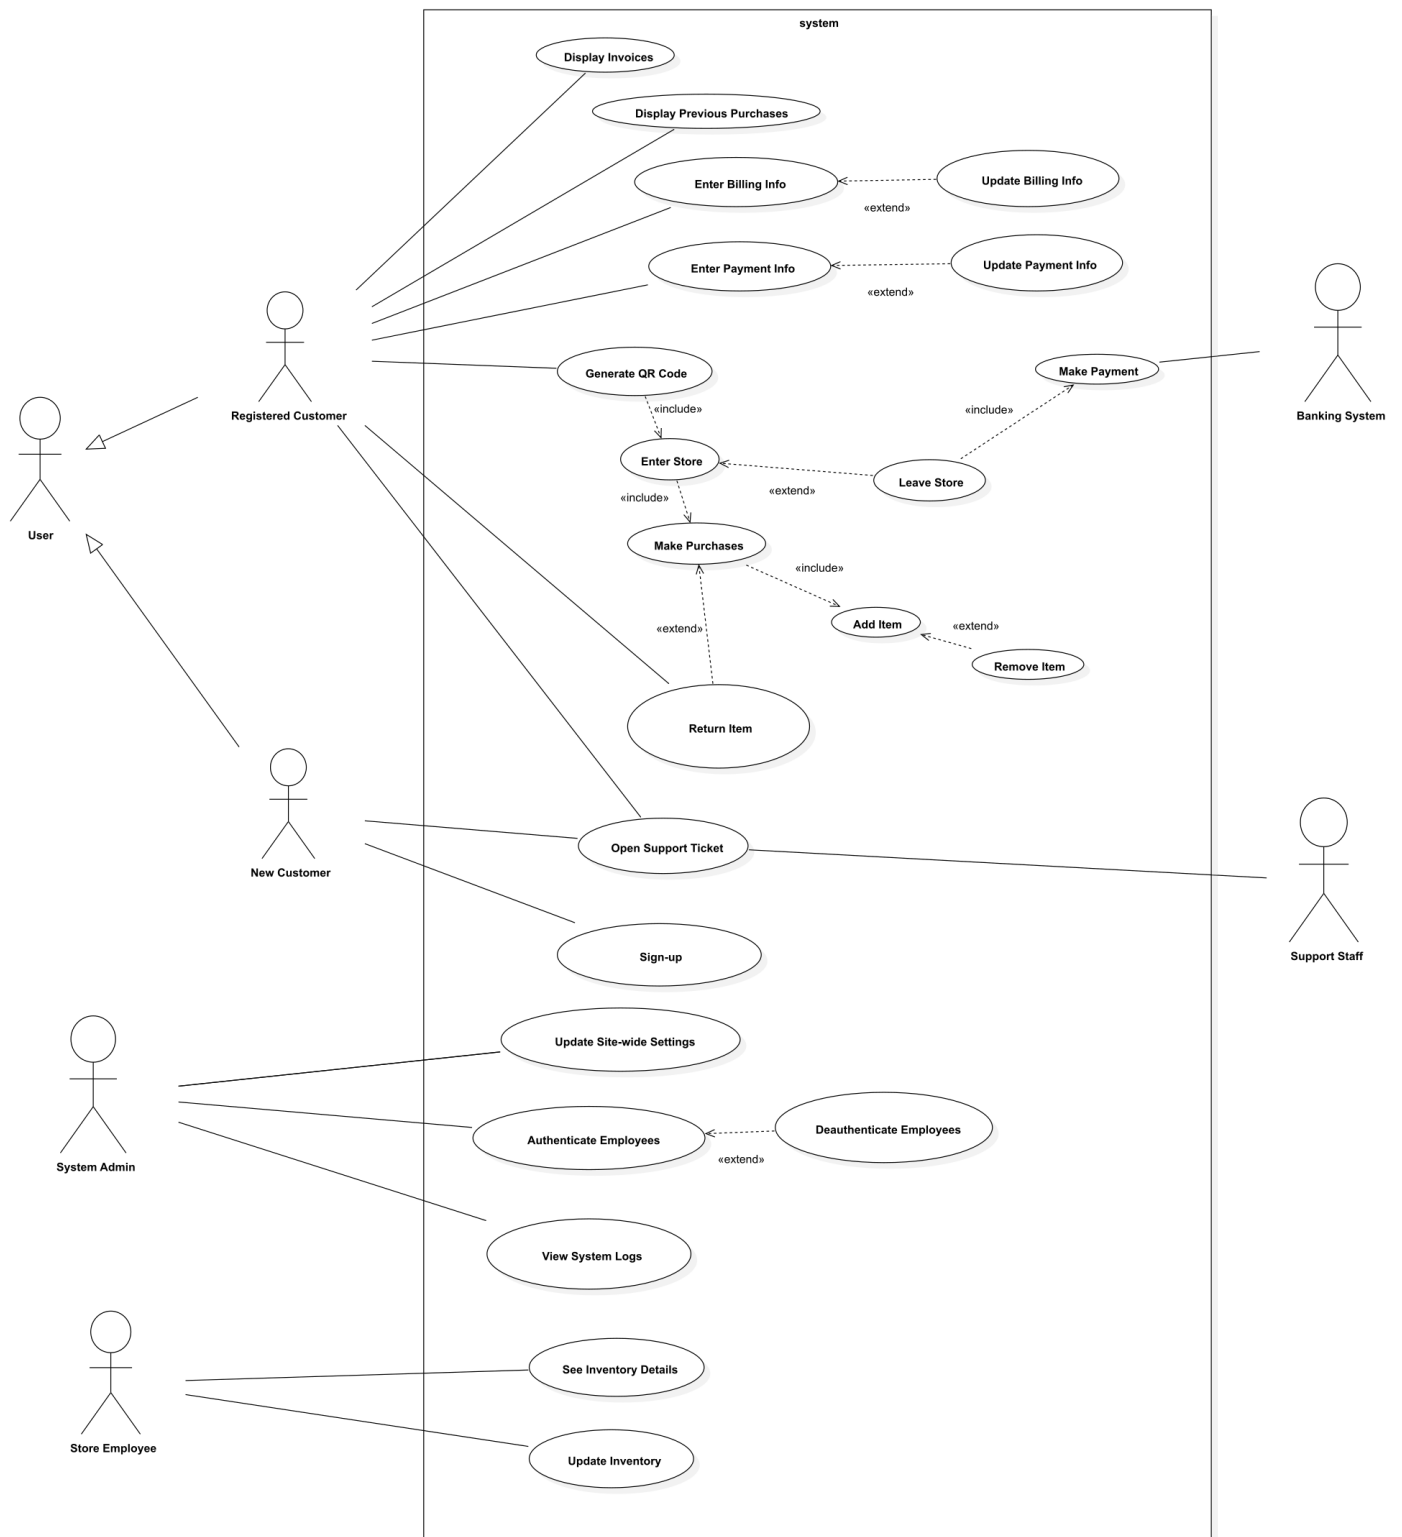 system
Display Invoices
Display Previous Purchases
Enter Billing Info
Update Billing Info
«extend»
Enter Payment Info
Update Payment Info
«extend»
Generate QR Code
Make Payment
«include»
«include»
Registered Customer
Banking System
Enter Store
Leave Store
«extend»
«include»
User
Make Purchases
«include»
Add Item
«extend»
«extend»
Remove Item
Return Item
Open Support Ticket
New Customer
Sign-up
Support Staff
Update Site-wide Settings
Authenticate Employees
Deauthenticate Employees
«extend»
System Admin
View System Logs
See Inventory Details
Store Employee
Update Inventory